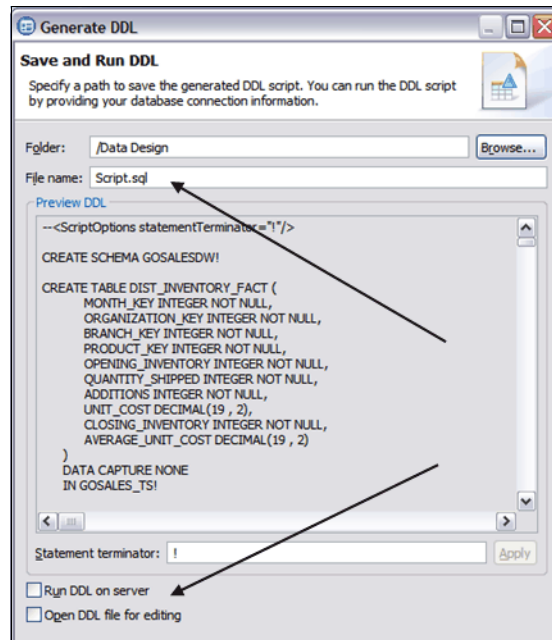 Generate DDL
Save and Run DDL
Specify a path to save the generated DDL script. You can run the DDL script
by providing your database connection information.
Folder: /Data Design Browse...
File name: Script.sql
Preview DDL
--<ScriptOptions statementTerminator="!"/>
CREATE SCHEMA GOSALESDW!
CREATE TABLE DIST_INVENTORY_FACT (
MONTH_KEY INTEGER NOT NULL,
ORGANIZATION_KEY INTEGER NOT NULL,
BRANCH_KEY INTEGER NOT NULL,
PRODUCT_KEY INTEGER NOT NULL,
OPENING_INVENTORY INTEGER NOT NULL,
QUANTITY_SHIPPED INTEGER NOT NULL,
ADDITIONS INTEGER NOT NULL,
UNIT_COST DECIMAL(19 , 2),
CLOSING_INVENTORY INTEGER NOT NULL,
AVERAGE_UNIT_COST DECIMAL(19 , 2)
)
DATA CAPTURE NONE
IN GOSALES_TS!
Statement terminator: ! Apply
Run DDL on server
Open DDL file for editing